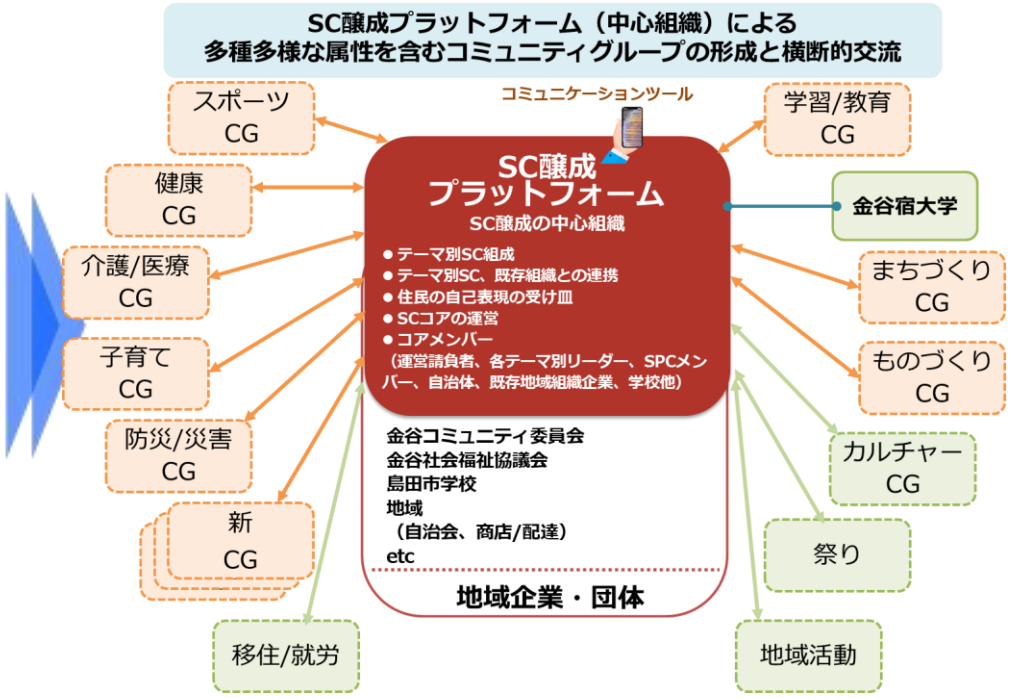 SC醸成プラットフォーム（中心組織）による
多種多様な属性を含むコミュニティグループの形成と横断的交流
コミュニケーションツール
スポーツ
CG
健康
CG
介護/医療
CG
子育て
CG
防災/災害
CG
新
CG
移住/就労
SC醸成
プラットフォーム
SC醸成の中心組織
● テーマ別SC組成
● テーマ別SC、既存組織との連携
● 住民の自己表現の受け皿
● SCコアの運営
● コアメンバー
（運営請負者、各テーマ別リーダー、SPCメン
バー、自治体、既存地域組織企業、学校他）
金谷コミュニティ委員会
金谷社会福祉協議会
島田市学校
地域
（自治会、商店/配達）
etc
地域企業・団体
学習/教育
CG
金谷宿大学
まちづくり
CG
ものづくり
CG
カルチャー
CG
祭り
地域活動